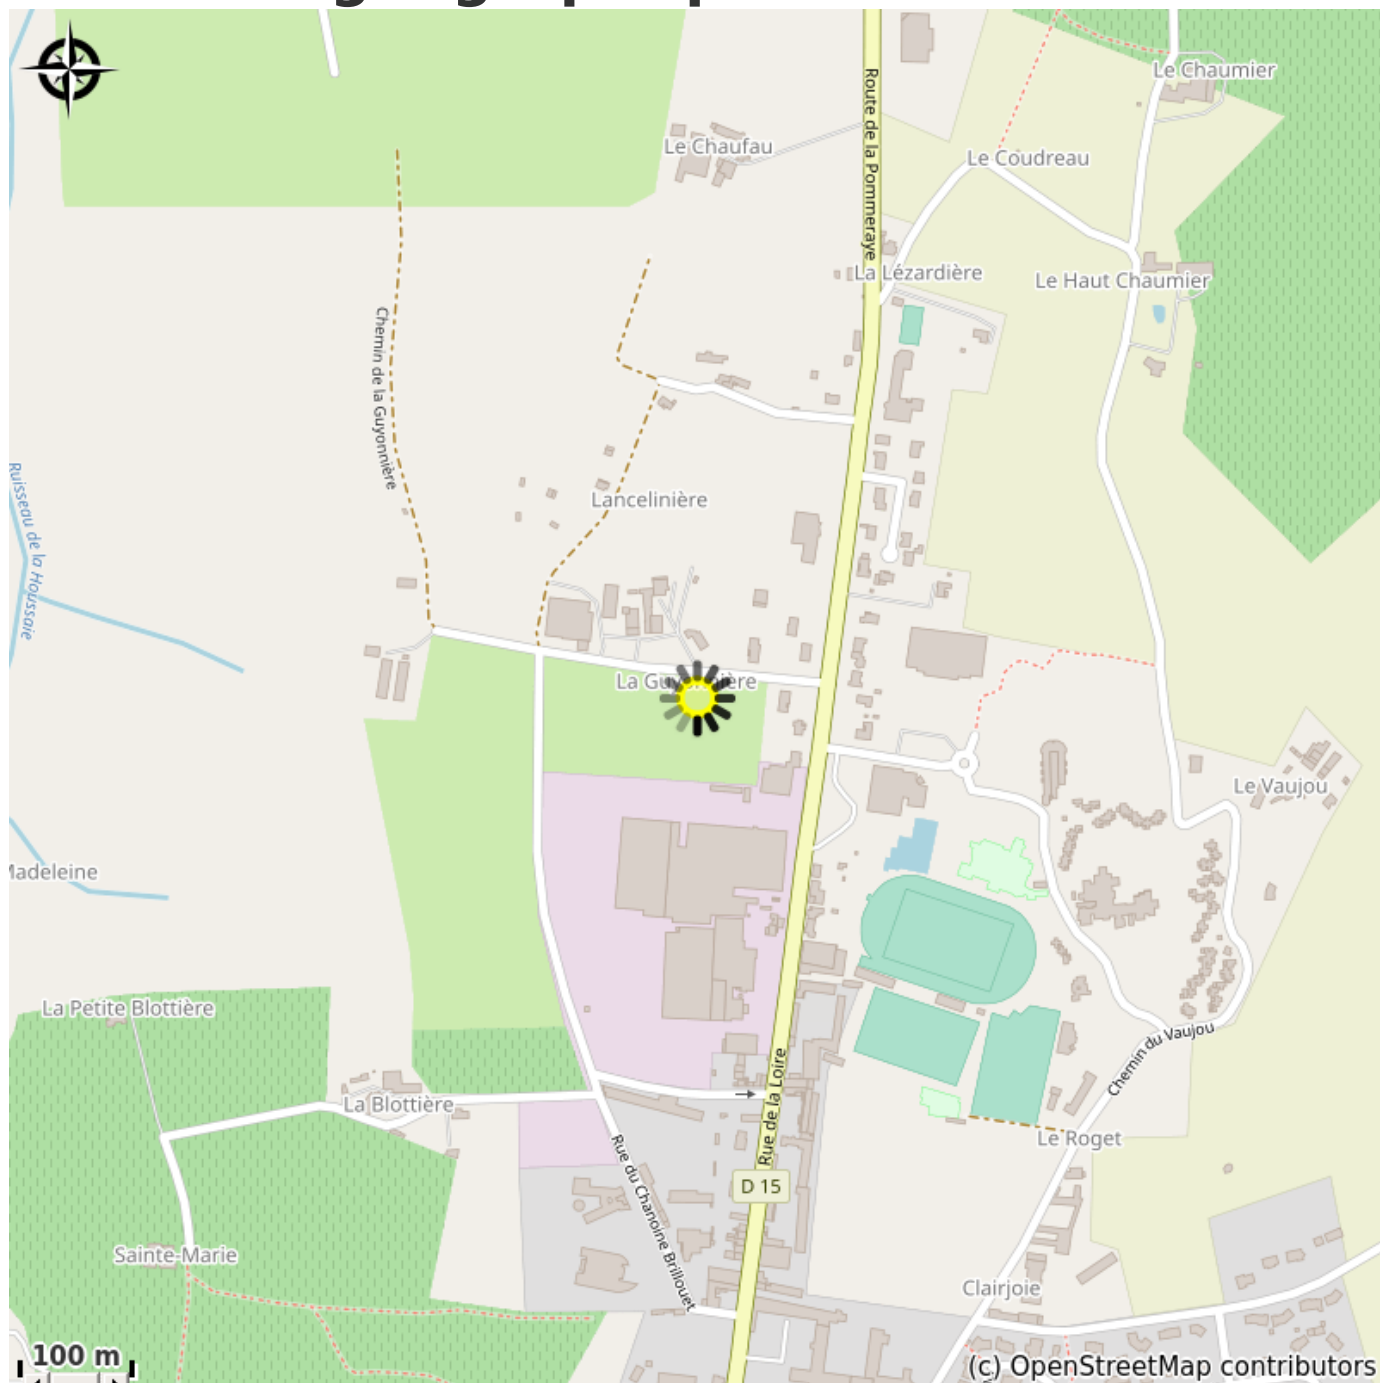 Le Chaumier
Route de la Pommeraye
Le Chaufau
Le Coudreau
La Lézardière
Le Haut Chaumier
Chemin de la Guyonnière
Ruisseau de la Houssaie
Lancelinière
La Guyonnière
Le Vaujou
Madeleine
La Petite Blottière
Chemin du Vaujou
Rue de la Loire
La Blottière
Le Roget
D 15
Rue du Chanoine Brillouet
Sainte-Marie
Clairjoie
100 m
(c) OpenStreetMap contributors